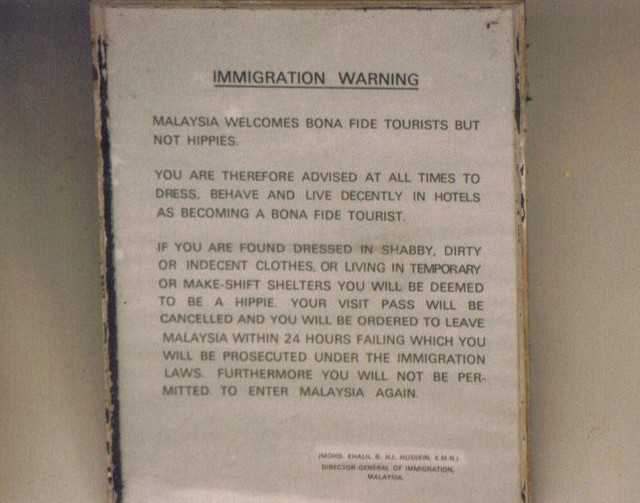 IMMIGRATION WARNING
MALAYSIA WELCOMES BONA FIDE TOURISTS BUT
NOT HIPPIES.
YOU ARE THEREFORE ADVISED AT ALL TIMES TO
DRESS, BEHAVE AND LIVE DECENTLY IN HOTELS
AS BECOMING A BONA FIDE TOURIST.
IF YOU ARE FOUND DRESSED IN SHABBY, DIRTY
OR INDECENT CLOTHES, OR LIVING IN TEMPORARY
OR MAKE-SHIFT SHELTERS YOU WILL BE DEEMED
TO BE A HIPPIE. YOUR VISIT PASS WILL BE
CANCELLED AND YOU WILL BE ORDERED TO LEAVE
MALAYSIA WITHIN 24 HOURS FAILING WHICH YOU
WILL BE PROSECUTED UNDER THE IMMIGRATION
LAWS. FURTHERMORE YOU WILL NOT BE PER-
MITTED TO ENTER MALAYSIA AGAIN.
(MOHD. KHALIL B. HJ. HUSSEIN, K.M.N.)
DIRECTOR-GENERAL OF IMMIGRATION,
MALAYSIA.